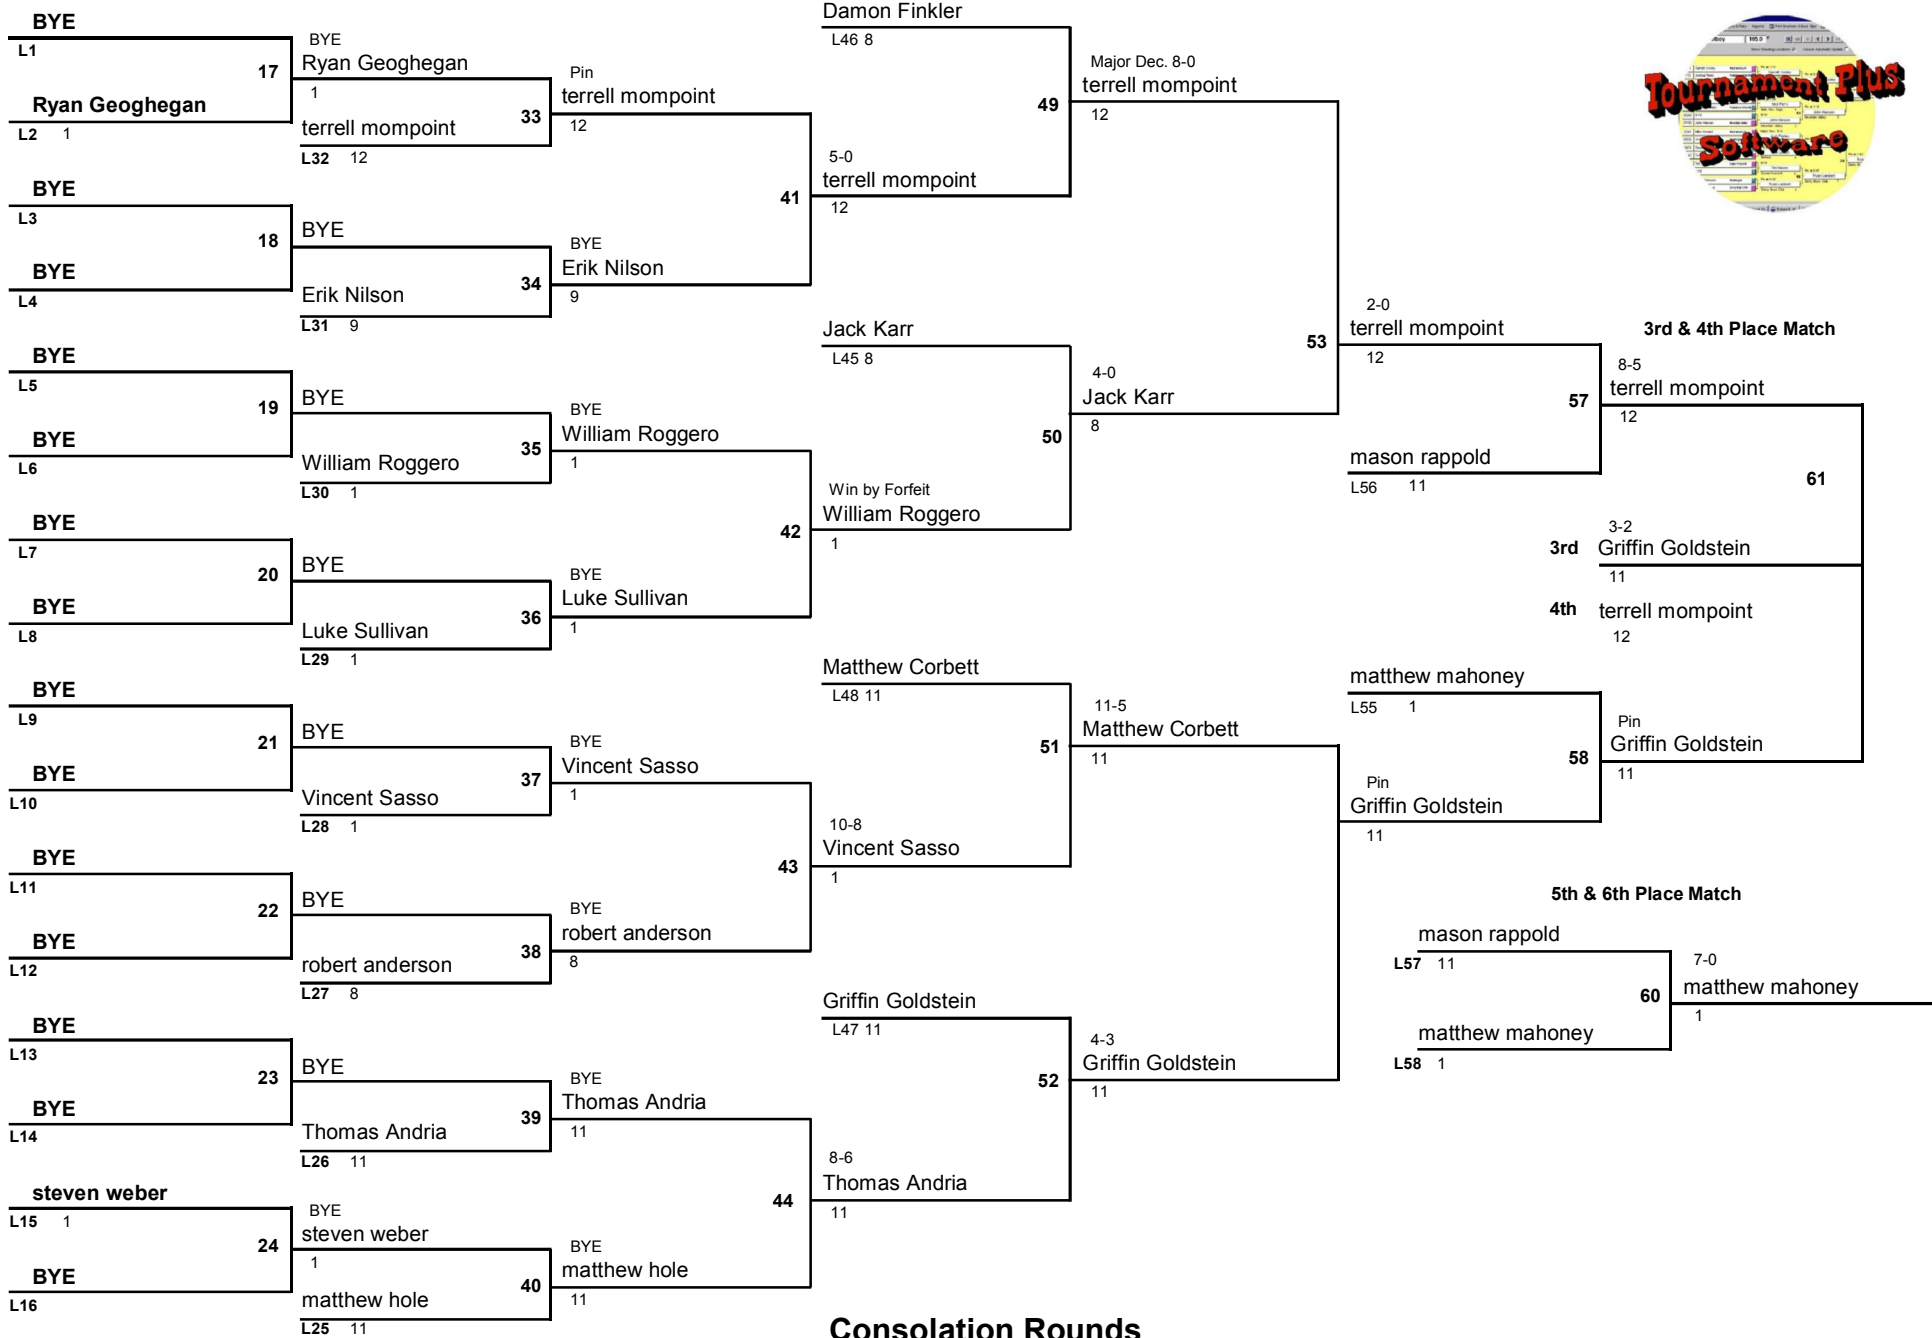 BYE
L1
17
Ryan Geoghegan
L2 1
BYE
L3
18
BYE
L4
BYE
L5
19
BYE
L6
BYE
L7
20
BYE
L8
BYE
L9
21
BYE
L10
BYE
L11
22
BYE
L12
BYE
L13
23
BYE
L14
steven weber
L15 1
24
BYE
L16
BYE
Ryan Geoghegan
1
33
terrell mompoint
L32 12
BYE
34
Erik Nilson
L31 9
BYE
35
William Roggero
L30 1
BYE
36
Luke Sullivan
L29 1
BYE
37
Vincent Sasso
L28 1
BYE
38
robert anderson
L27 8
BYE
39
Thomas Andria
L26 11
BYE
steven weber
1
40
matthew hole
L25 11
Pin
terrell mompoint
12
41
BYE
Erik Nilson
9
BYE
William Roggero
1
42
BYE
Luke Sullivan
1
BYE
Vincent Sasso
1
43
BYE
robert anderson
8
BYE
Thomas Andria
11
44
BYE
matthew hole
11
Damon Finkler
L46 8
49
5-0
terrell mompoint
12
Jack Karr
L45 8
50
Win by Forfeit
William Roggero
1
Matthew Corbett
L48 11
51
10-8
Vincent Sasso
1
Griffin Goldstein
L47 11
52
8-6
Thomas Andria
11
Major Dec. 8-0
terrell mompoint
12
53
4-0
Jack Karr
8
11-5
Matthew Corbett
11
4-3
Griffin Goldstein
11
2-0
terrell mompoint
12
57
mason rappold
L56 11
matthew mahoney
L55 1
58
Pin
Griffin Goldstein
11
Tournament Plus
Software
3rd & 4th Place Match
8-5
terrell mompoint
12
61
3-2
3rd Griffin Goldstein
11
4th terrell mompoint
12
Pin
Griffin Goldstein
11
5th & 6th Place Match
mason rappold
L57 11
60
matthew mahoney
L58 1
7-0
matthew mahoney
1
Consolation Rounds